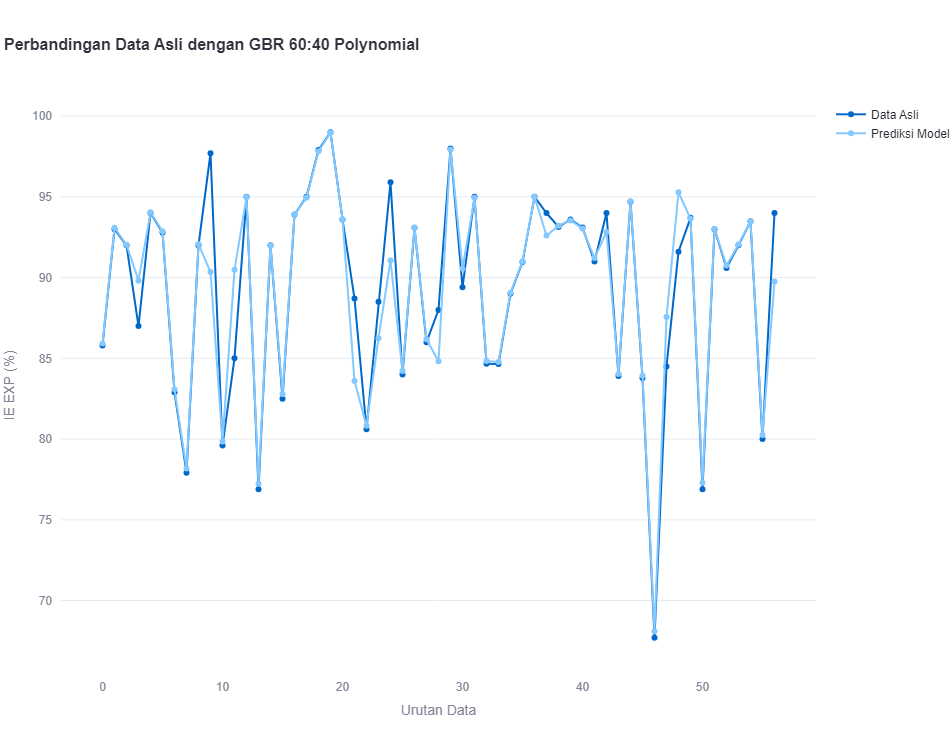 Perbandingan Data Asli dengan GBR 60:40 Polynomial
Data Asli
Prediksi Model
IE EXP (%)
100
95
90
85
80
75
70
0 10 20 30 40 50
Urutan Data